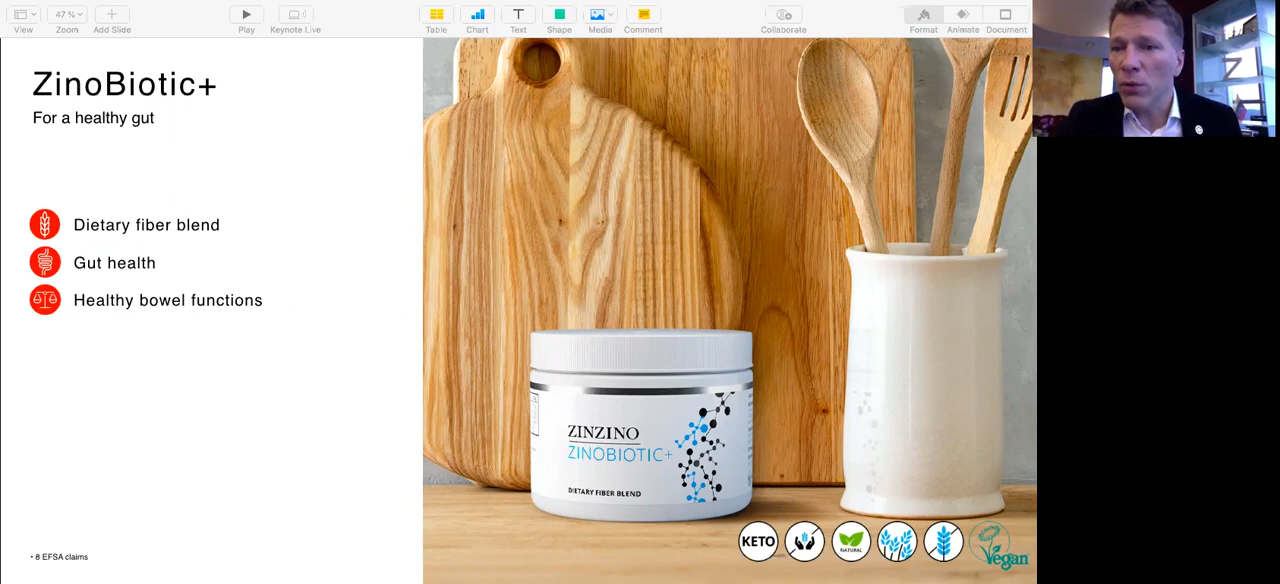 View
47 %
Zoom
Add Slide
Play
Keynote Live
Table
Chart
Text
Shape
Media
Comment
Collaborate
Format
Animate
Document
ZinoBiotic+
For a healthy gut
Dietary fiber blend
Gut health
Healthy bowel functions
ZINZINO
ZINOBIOTIC+
DIETARY FIBER BLEND
KETO
NATURAL
Vegan
• 8 EFSA claims